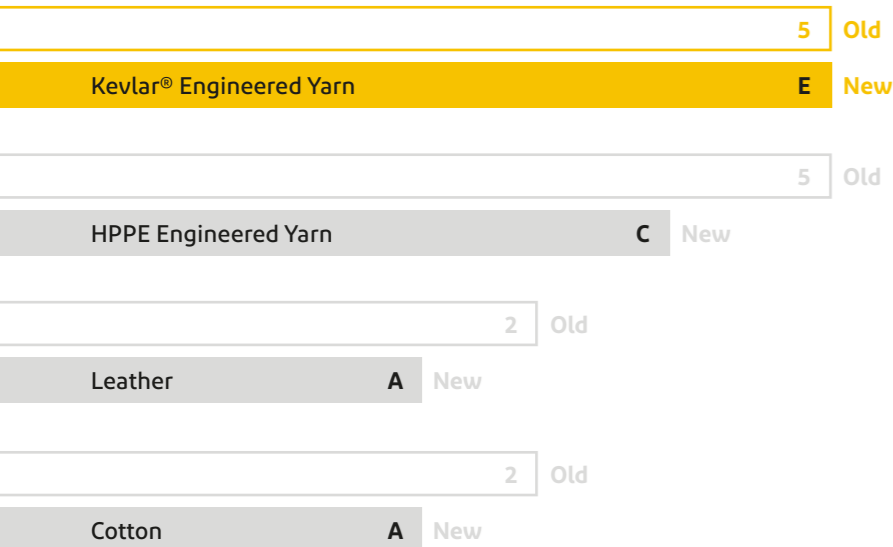 5 Old
Kevlar® Engineered Yarn E New
5 Old
HPPE Engineered Yarn C New
2 Old
Leather A New
2 Old
Cotton A New